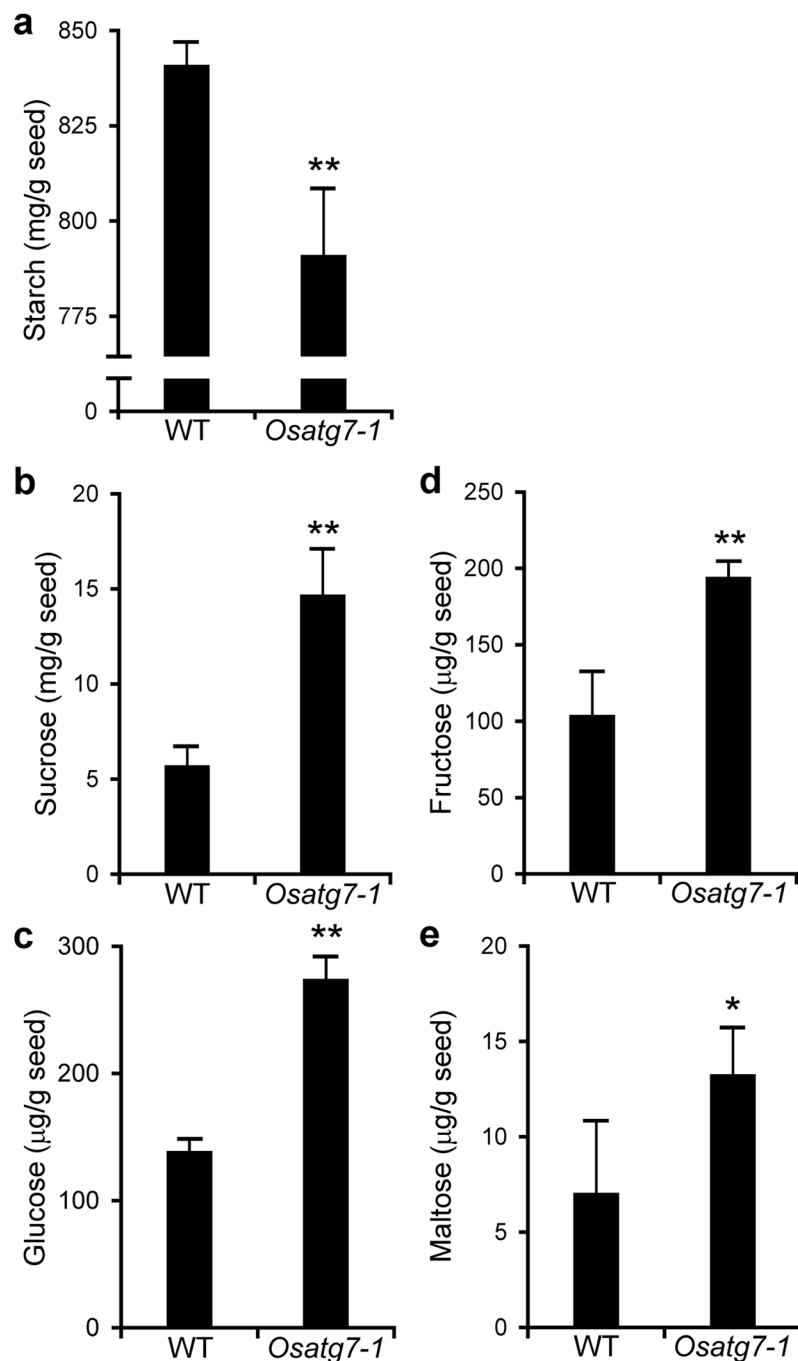 a
Starch (mg/g seed)
850
825
800
775
0
**
WT
Osatg7-1
b
Sucrose (mg/g seed)
20
15
10
5
0
**
WT
Osatg7-1
d
Fructose (µg/g seed)
250
200
150
100
50
0
**
WT
Osatg7-1
c
Glucose (µg/g seed)
300
200
100
0
**
WT
Osatg7-1
e
Maltose (µg/g seed)
20
15
10
5
0
*
WT
Osatg7-1